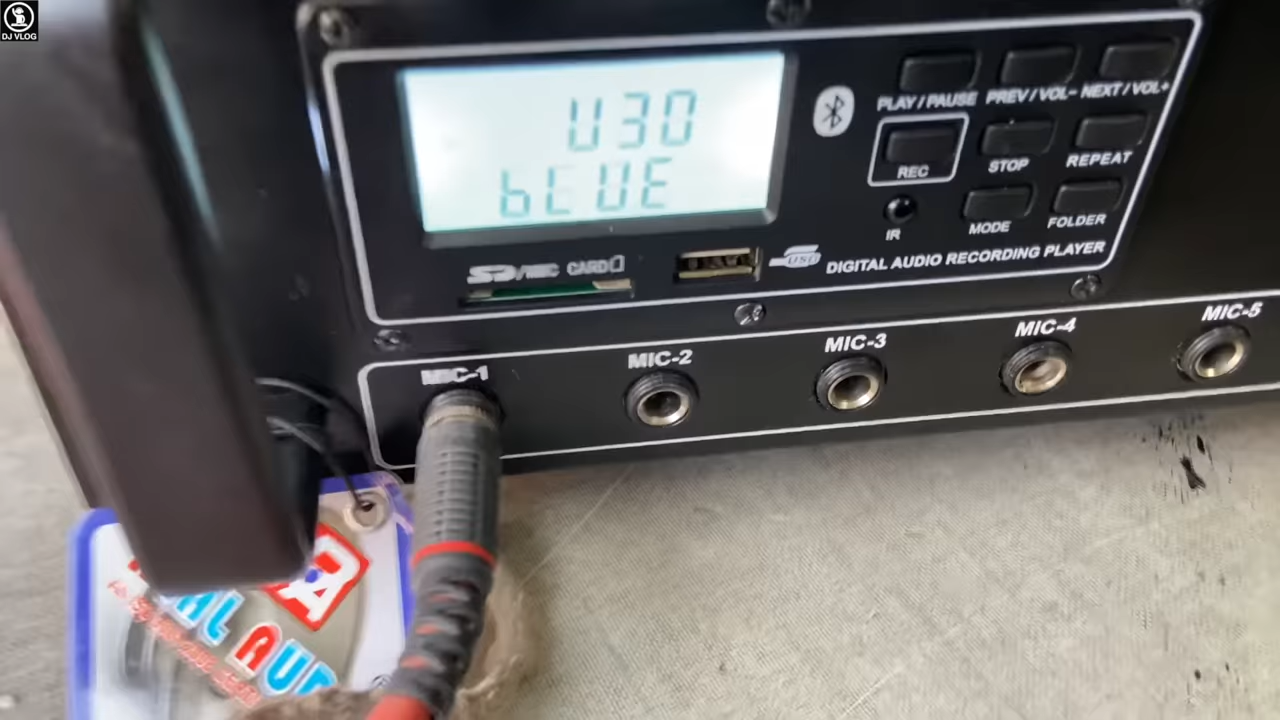 DJ VLOG
U30
bLUE
PLAY / PAUSE PREV / VOL- NEXT / VOL+
REC STOP REPEAT
IR MODE FOLDER
SD/MMC CARD USB DIGITAL AUDIO RECORDING PLAYER
MIC-1 MIC-2 MIC-3 MIC-4 MIC-5